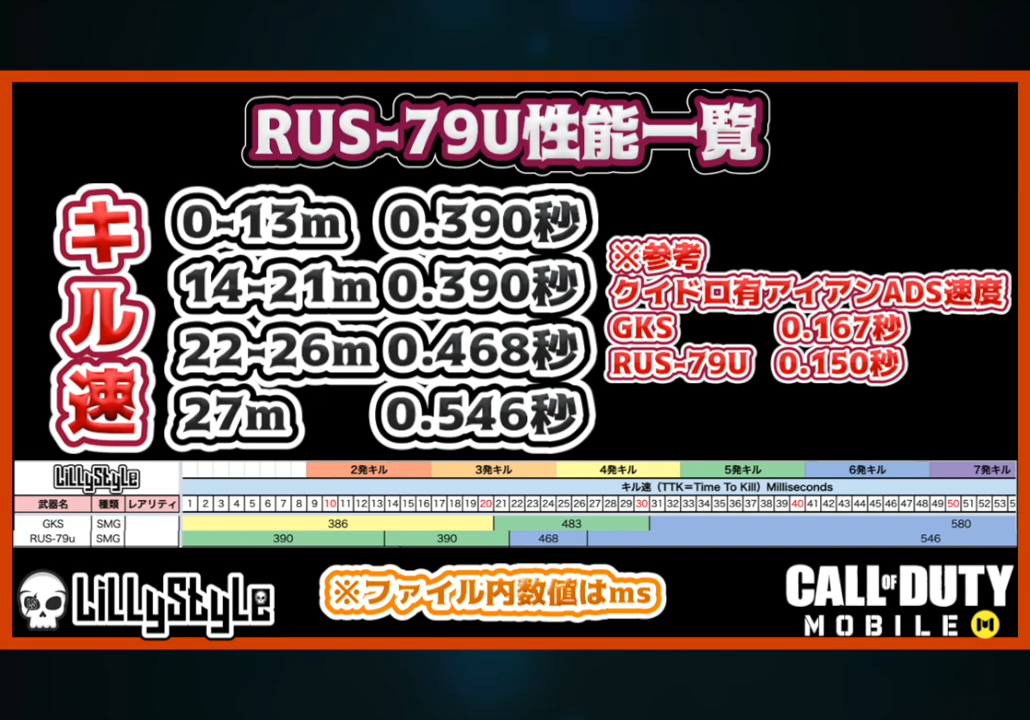 RUS-79U性能一覧
キル速
0-13m 0.390秒
14-21m 0.390秒
22-26m 0.468秒
27m 0.546秒
※参考
クイドロ有アイアンADS速度
GKS 0.167秒
RUS-79U 0.150秒
LillyStyle 2発キル 3発キル 4発キル 5発キル 6発キル 7発キル
キル速（TTK=Time To Kill）Milliseconds
武器名 種類 レアリティ 1 2 3 4 5 6 7 8 9 10 11 12 13 14 15 16 17 18 19 20 21 22 23 24 25 26 27 28 29 30 31 32 33 34 35 36 37 38 39 40 41 42 43 44 45 46 47 48 49 50 51 52 53 5
GKS SMG 386 483 580
RUS-79u SMG 390 390 468 546
LillyStyle
※ファイル内数値はms
CALL OF DUTY
MOBILE